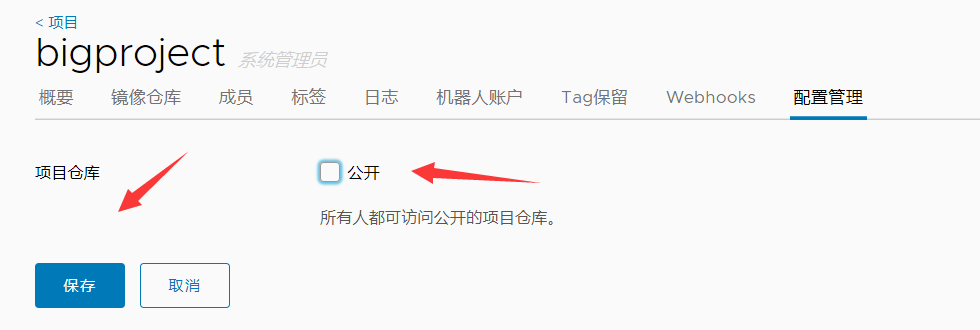 < 项目
bigproject 系统管理员
概要 镜像仓库 成员 标签 日志 机器人账户 Tag保留 Webhooks 配置管理
项目仓库 公开
所有人都可访问公开的项目仓库。
保存 取消